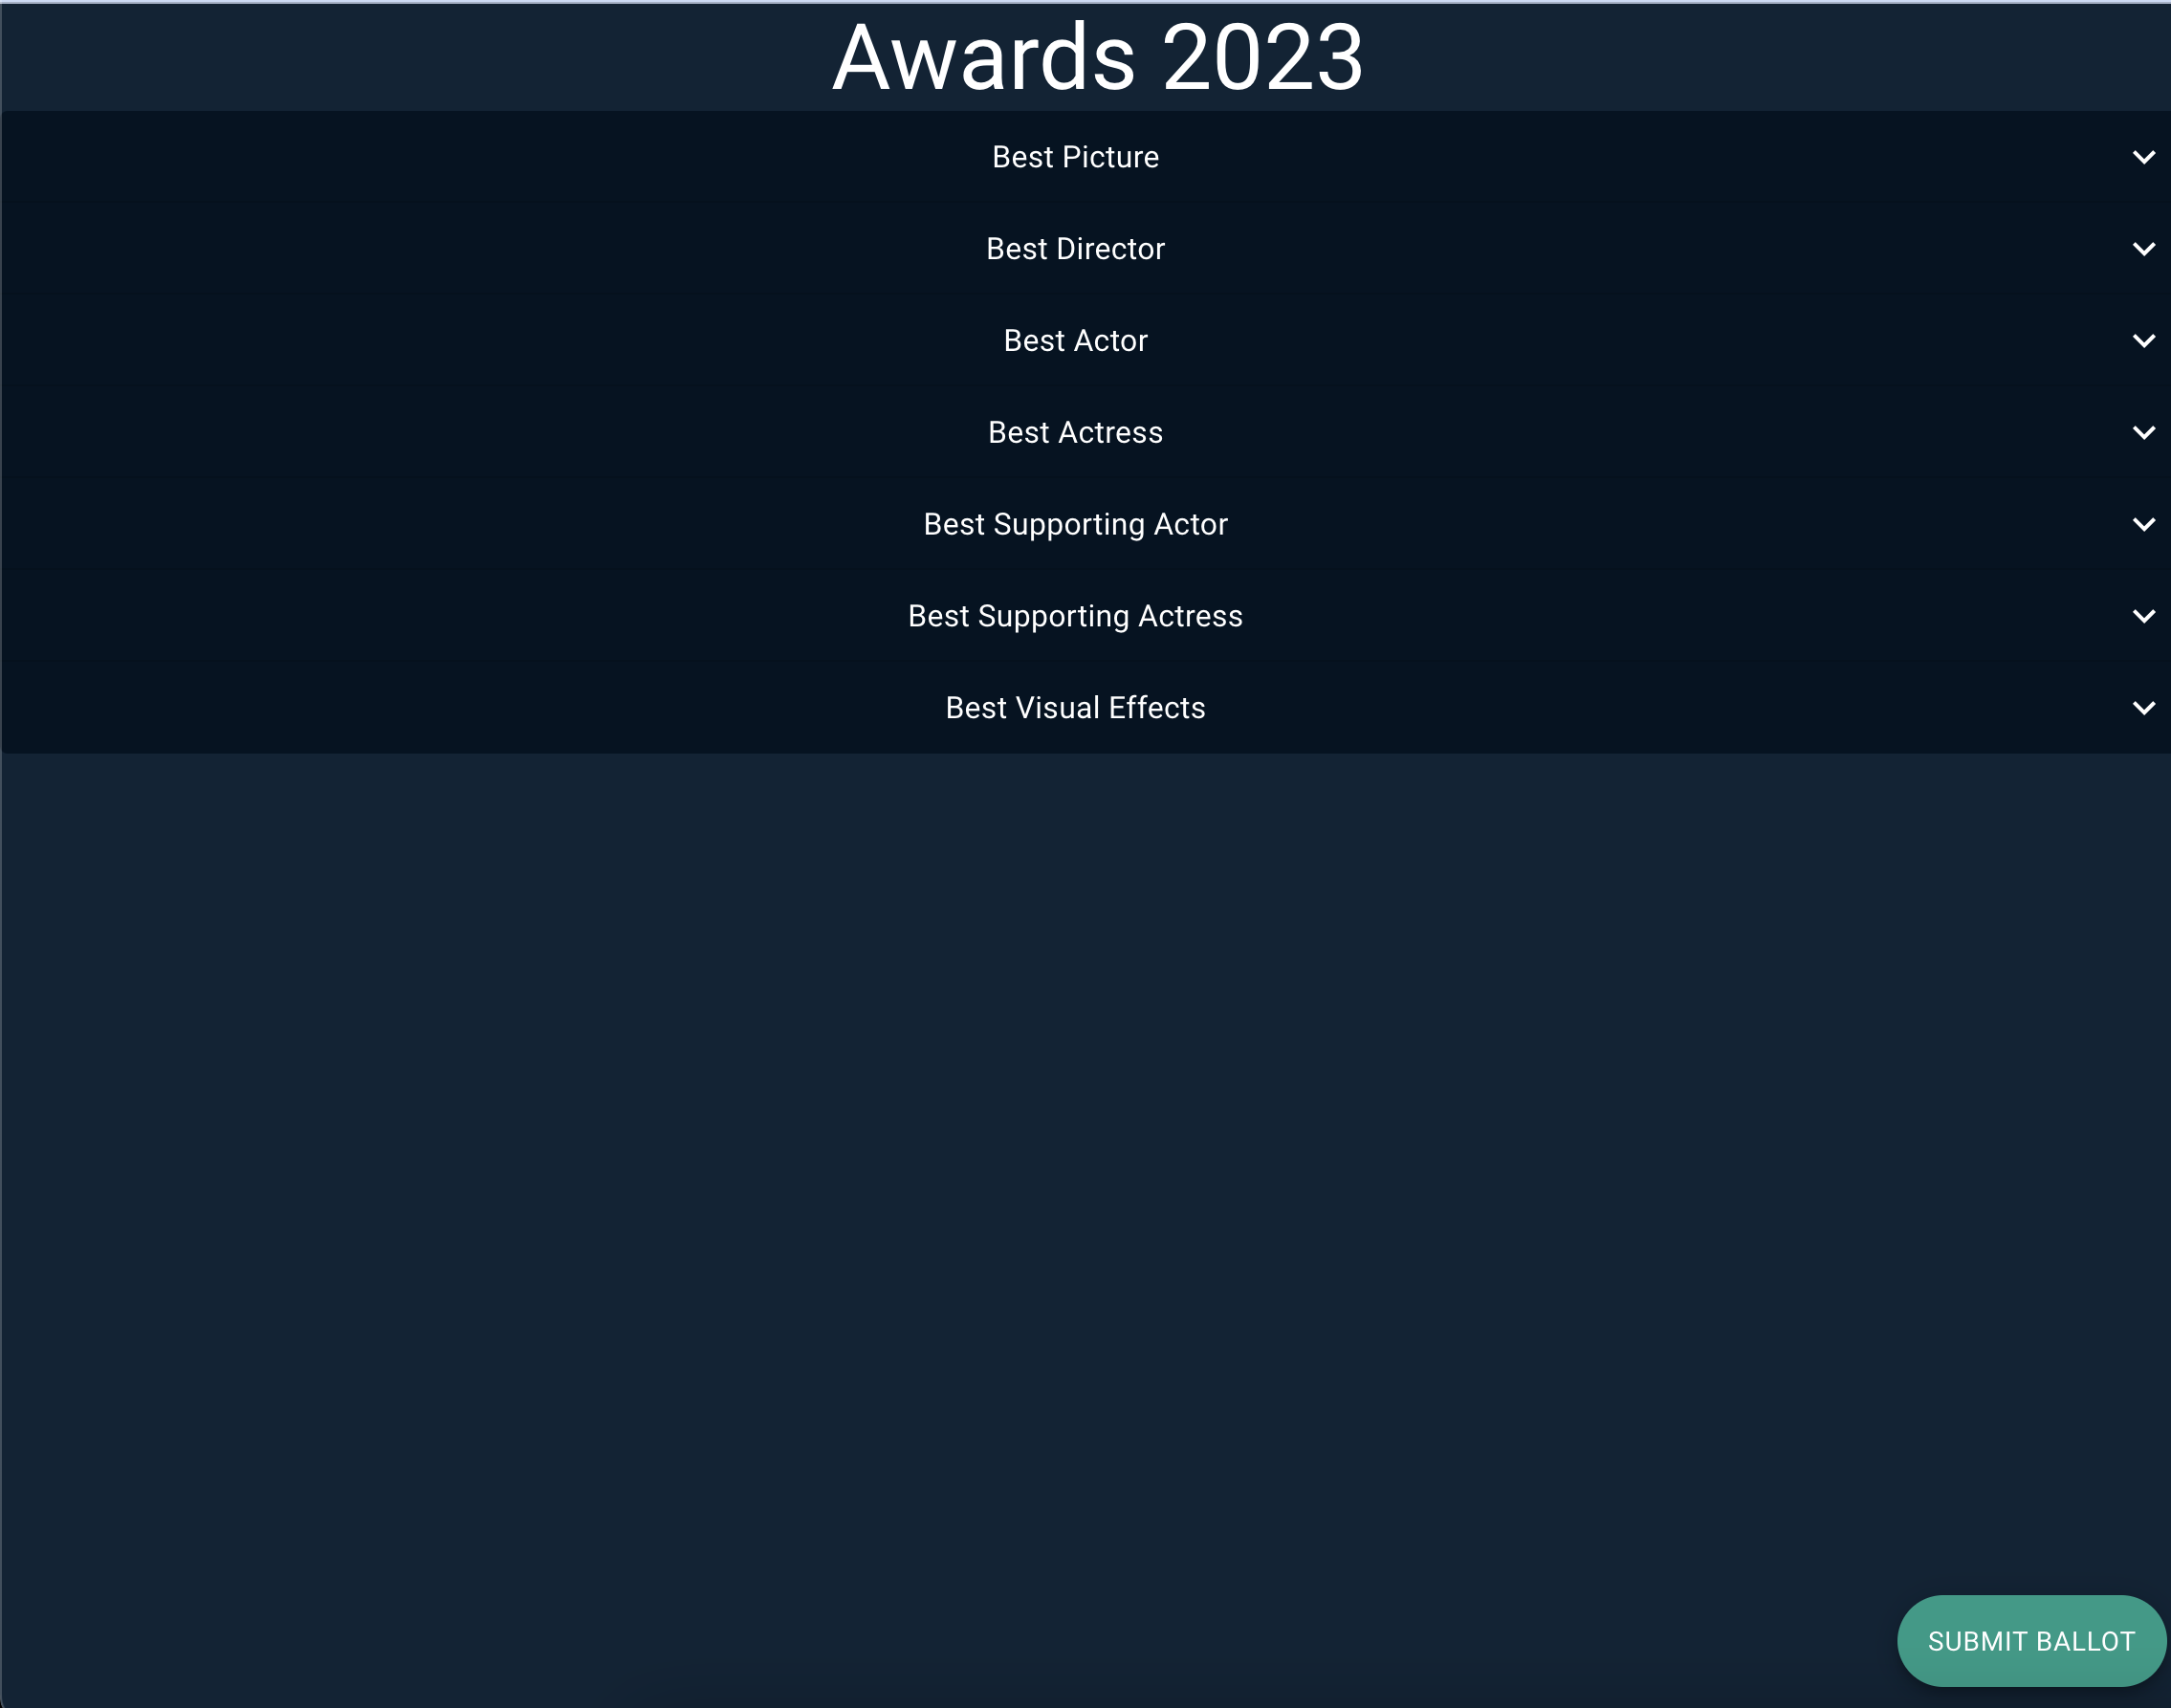 Awards 2023
Best Picture
Best Director
Best Actor
Best Actress
Best Supporting Actor
Best Supporting Actress
Best Visual Effects
SUBMIT BALLOT